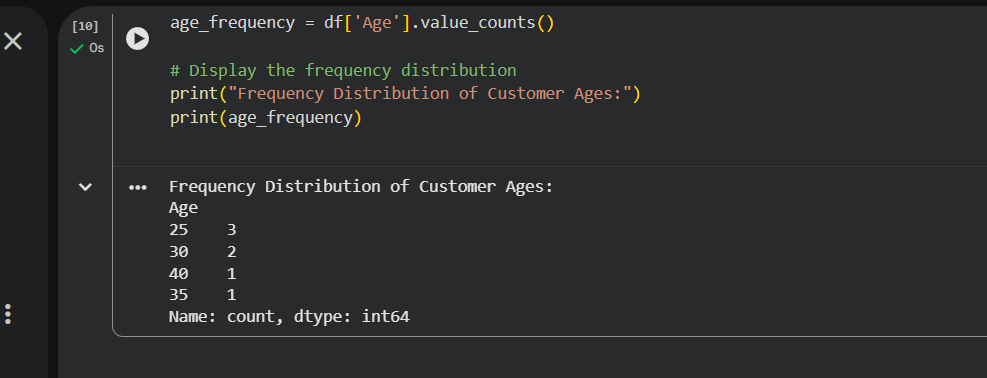 [10]
0s
age_frequency = df['Age'].value_counts()
# Display the frequency distribution
print("Frequency Distribution of Customer Ages:")
print(age_frequency)
Frequency Distribution of Customer Ages:
Age
25    3
30    2
40    1
35    1
Name: count, dtype: int64